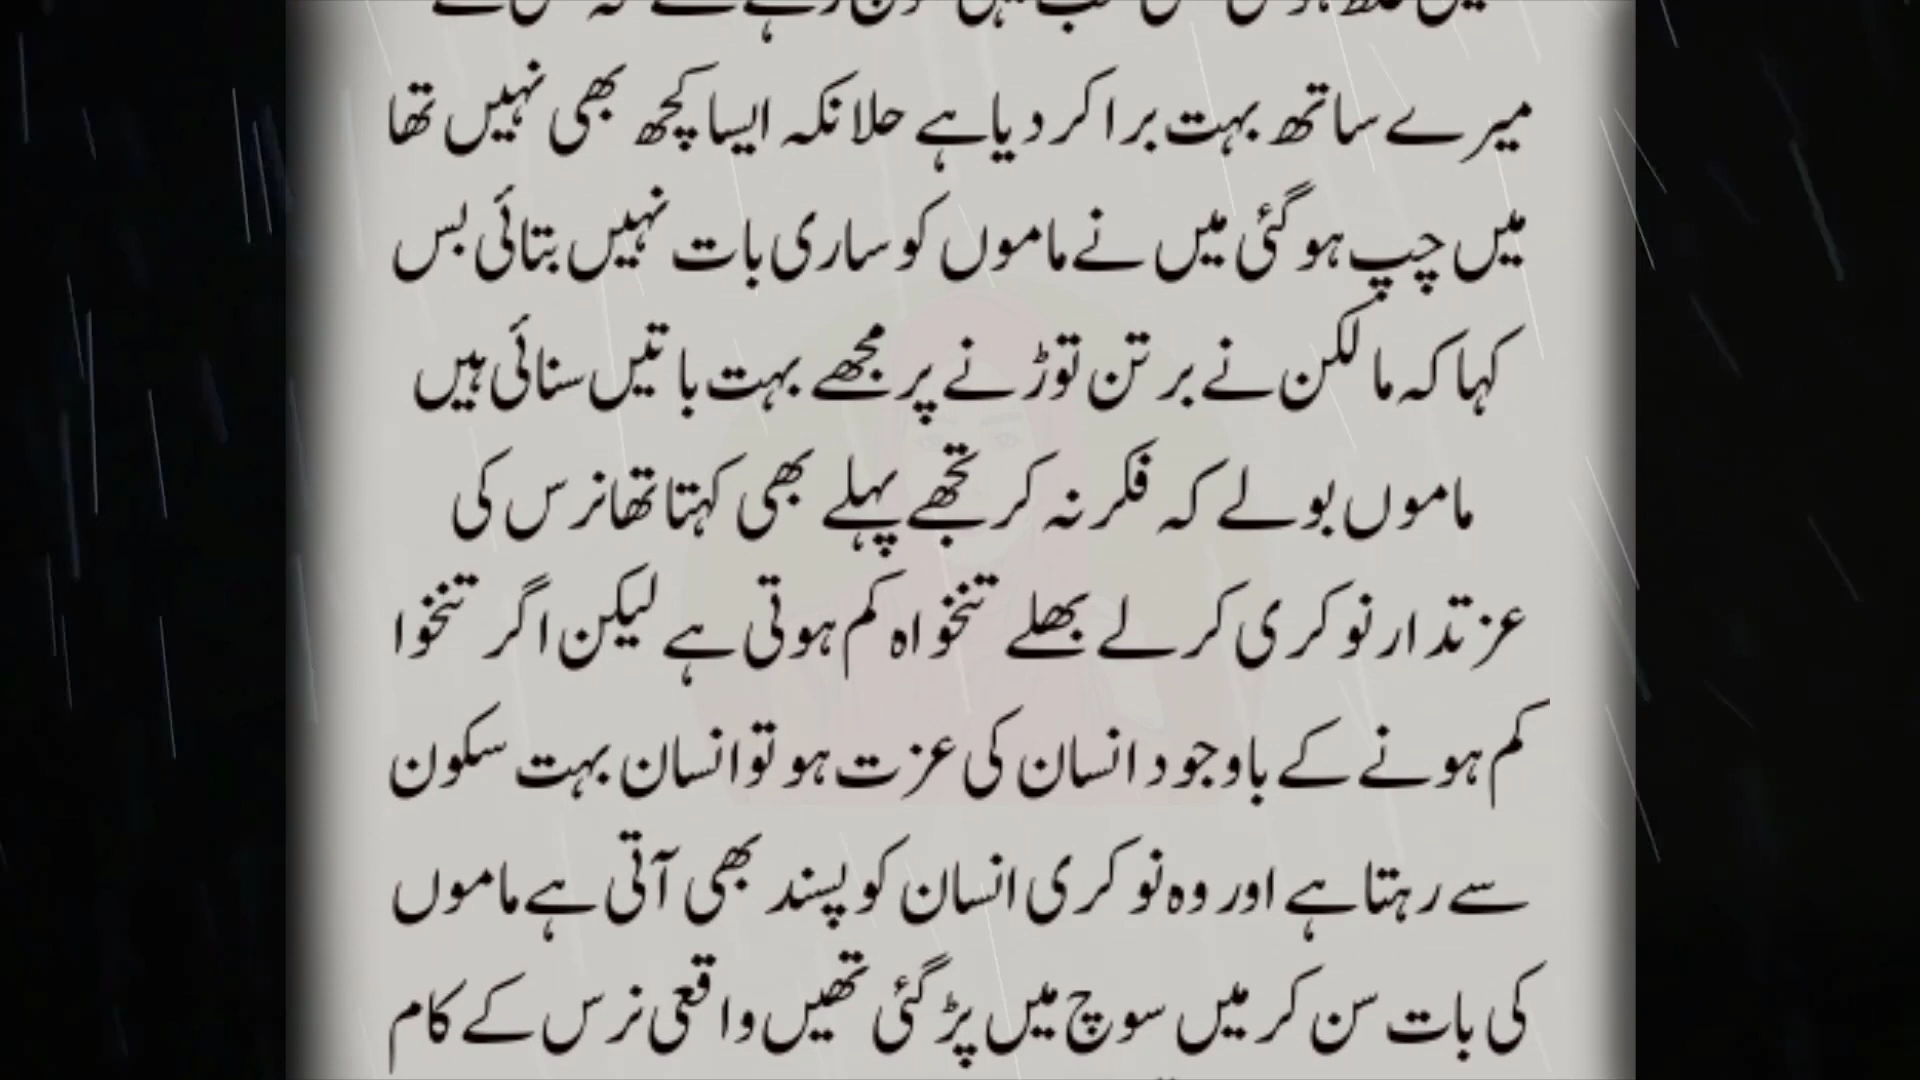 میرے ساتھ بہت برا کر دیا ہے حلانکہ ایسا کچھ بھی نہیں تھا
میں چپ ہو گئی میں نے ماموں کو ساری بات نہیں بتائی بس
کہا کہ مالکن نے برتن توڑنے پر مجھے بہت باتیں سنائی ہیں
ماموں بولے کہ فکر نہ کر تجھے پہلے بھی کہتا تھا نرس کی
عزتدار نوکری کر لے بھلے تنخواہ کم ہوتی ہے لیکن اگر تنخوا
کم ہونے کے باوجود انسان کی عزت ہو تو انسان بہت سکون
سے رہتا ہے اور وہ نوکری انسان کو پسند بھی آتی ہے ماموں
کی بات سن کر میں سوچ میں پڑ گئی تھیں واقعی نرس کے کام